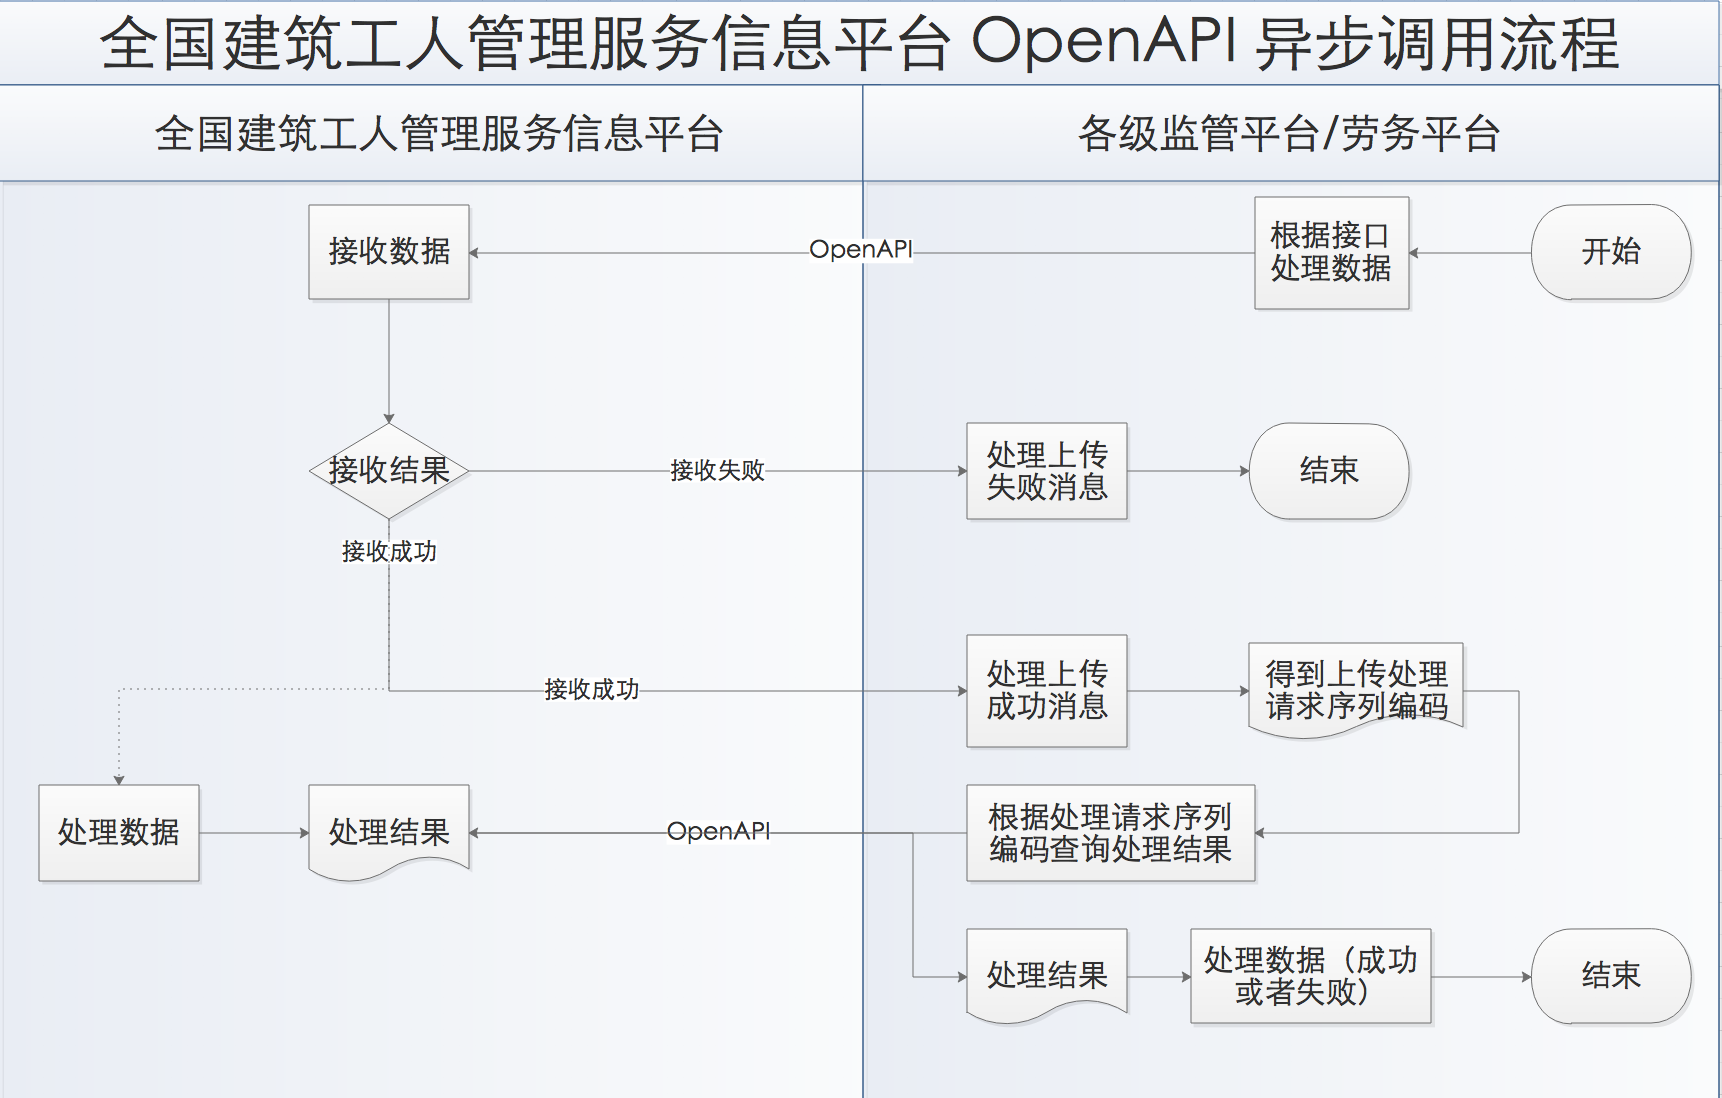 全国建筑工人管理服务信息平台 OpenAPI 异步调用流程
全国建筑工人管理服务信息平台
各级监管平台/劳务平台
接收数据
OpenAPI
根据接口
处理数据
开始
接收结果
接收失败
处理上传
失败消息
结束
接收成功
接收成功
处理上传
成功消息
得到上传处理
请求序列编码
处理数据
处理结果
OpenAPI
根据处理请求序列
编码查询处理结果
处理结果
处理数据（成功
或者失败）
结束